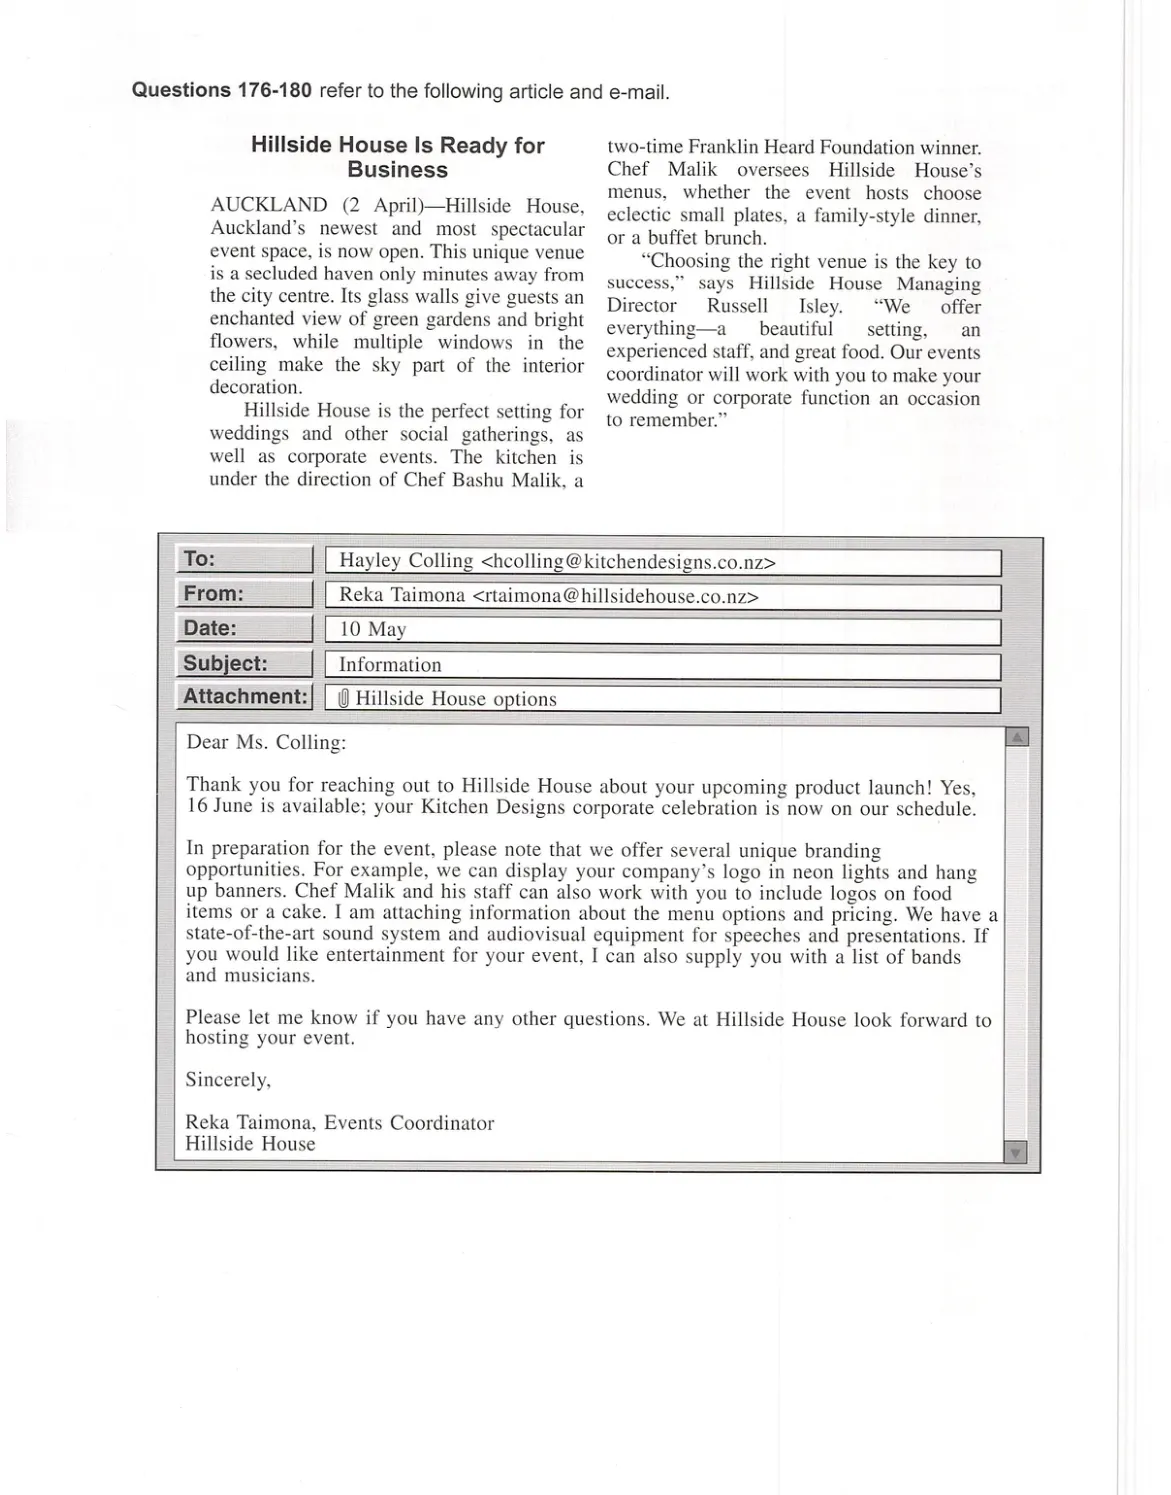 Questions 176-180 refer to the following article and e-mail.
Hillside House Is Ready for
Business
AUCKLAND (2 April)—Hillside House,
Auckland's newest and most spectacular
event space, is now open. This unique venue
is a secluded haven only minutes away from
the city centre. Its glass walls give guests an
enchanted view of green gardens and bright
flowers, while multiple windows in the
ceiling make the sky part of the interior
decoration.
Hillside House is the perfect setting for
weddings and other social gatherings, as
well as corporate events. The kitchen is
under the direction of Chef Bashu Malik, a
two-time Franklin Heard Foundation winner.
Chef Malik oversees Hillside House's
menus, whether the event hosts choose
eclectic small plates, a family-style dinner,
or a buffet brunch.
"Choosing the right venue is the key to
success," says Hillside House Managing
Director Russell Isley. "We offer
everything—a beautiful setting, an
experienced staff, and great food. Our events
coordinator will work with you to make your
wedding or corporate function an occasion
to remember."
To: Hayley Colling <hcolling@kitchendesigns.co.nz>
From: Reka Taimona <rtaimona@hillsidehouse.co.nz>
Date: 10 May
Subject: Information
Attachment: Hillside House options
Dear Ms. Colling:
Thank you for reaching out to Hillside House about your upcoming product launch! Yes,
16 June is available; your Kitchen Designs corporate celebration is now on our schedule.
In preparation for the event, please note that we offer several unique branding
opportunities. For example, we can display your company's logo in neon lights and hang
up banners. Chef Malik and his staff can also work with you to include logos on food
items or a cake. I am attaching information about the menu options and pricing. We have a
state-of-the-art sound system and audiovisual equipment for speeches and presentations. If
you would like entertainment for your event, I can also supply you with a list of bands
and musicians.
Please let me know if you have any other questions. We at Hillside House look forward to
hosting your event.
Sincerely,
Reka Taimona, Events Coordinator
Hillside House